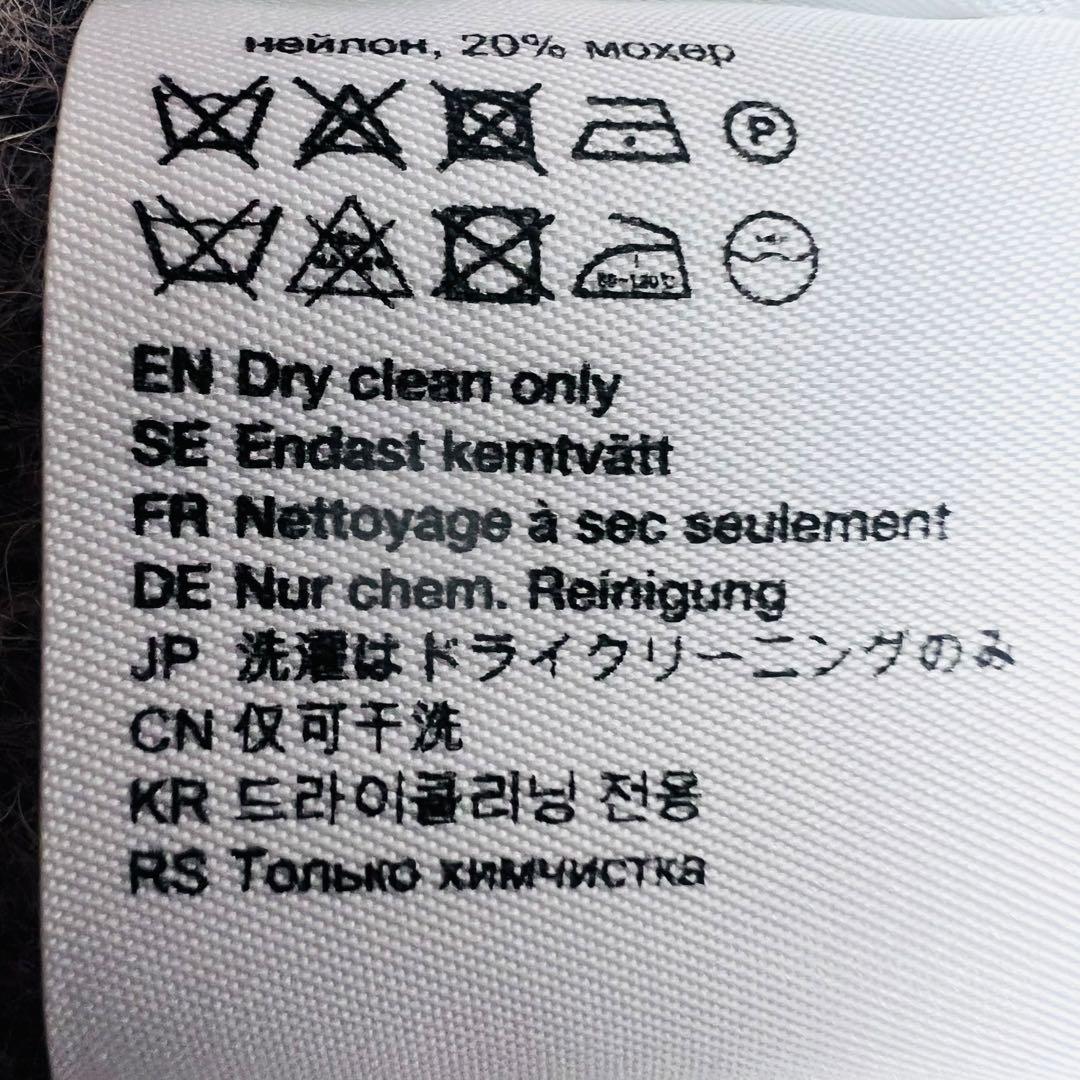 нейлон, 20% мохер
P
EN Dry clean only
SE Endast kemtvätt
FR Nettoyage à sec seulement
DE Nur chem. Reinigung
JP 洗濯はドライクリーニングのみ
CN 仅可干洗
KR 드라이클리닝 전용
RS Только химчистка